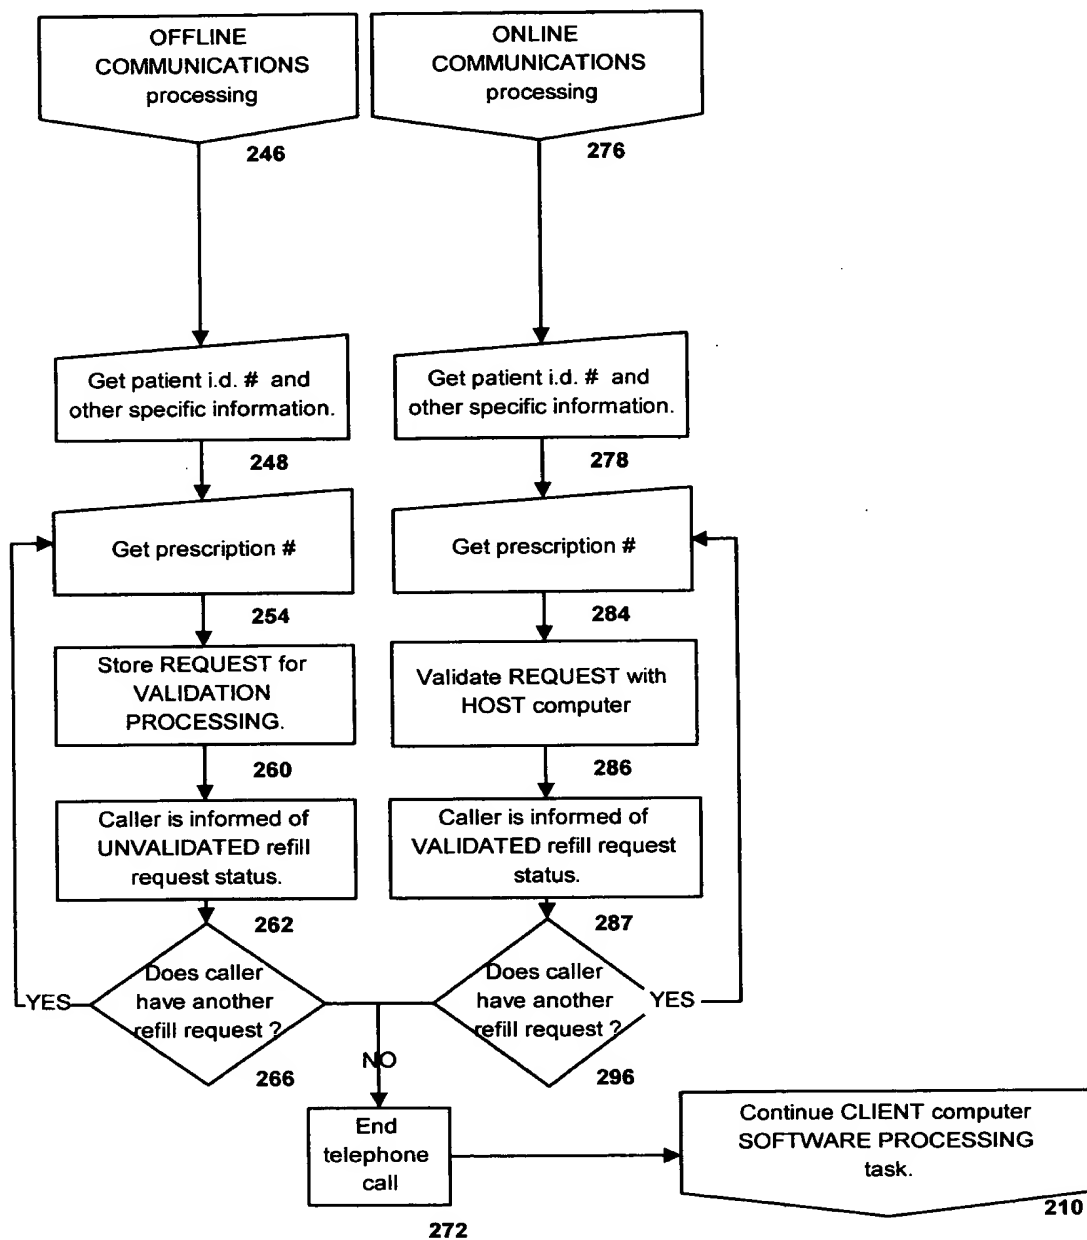 OFFLINE
COMMUNICATIONS
processing
246
ONLINE
COMMUNICATIONS
processing
276
Get patient i.d. # and
other specific information.
248
Get patient i.d. # and
other specific information.
278
Get prescription #
254
Get prescription #
284
Store REQUEST for
VALIDATION
PROCESSING.
260
Validate REQUEST with
HOST computer
286
Caller is informed of
UNVALIDATED refill
request status.
262
Caller is informed of
VALIDATED refill request
status.
287
YES
Does caller
have another
refill request ?
266
NO
Does caller
have another
refill request ?
YES
296
End
telephone
call
272
Continue CLIENT computer
SOFTWARE PROCESSING
task.
210